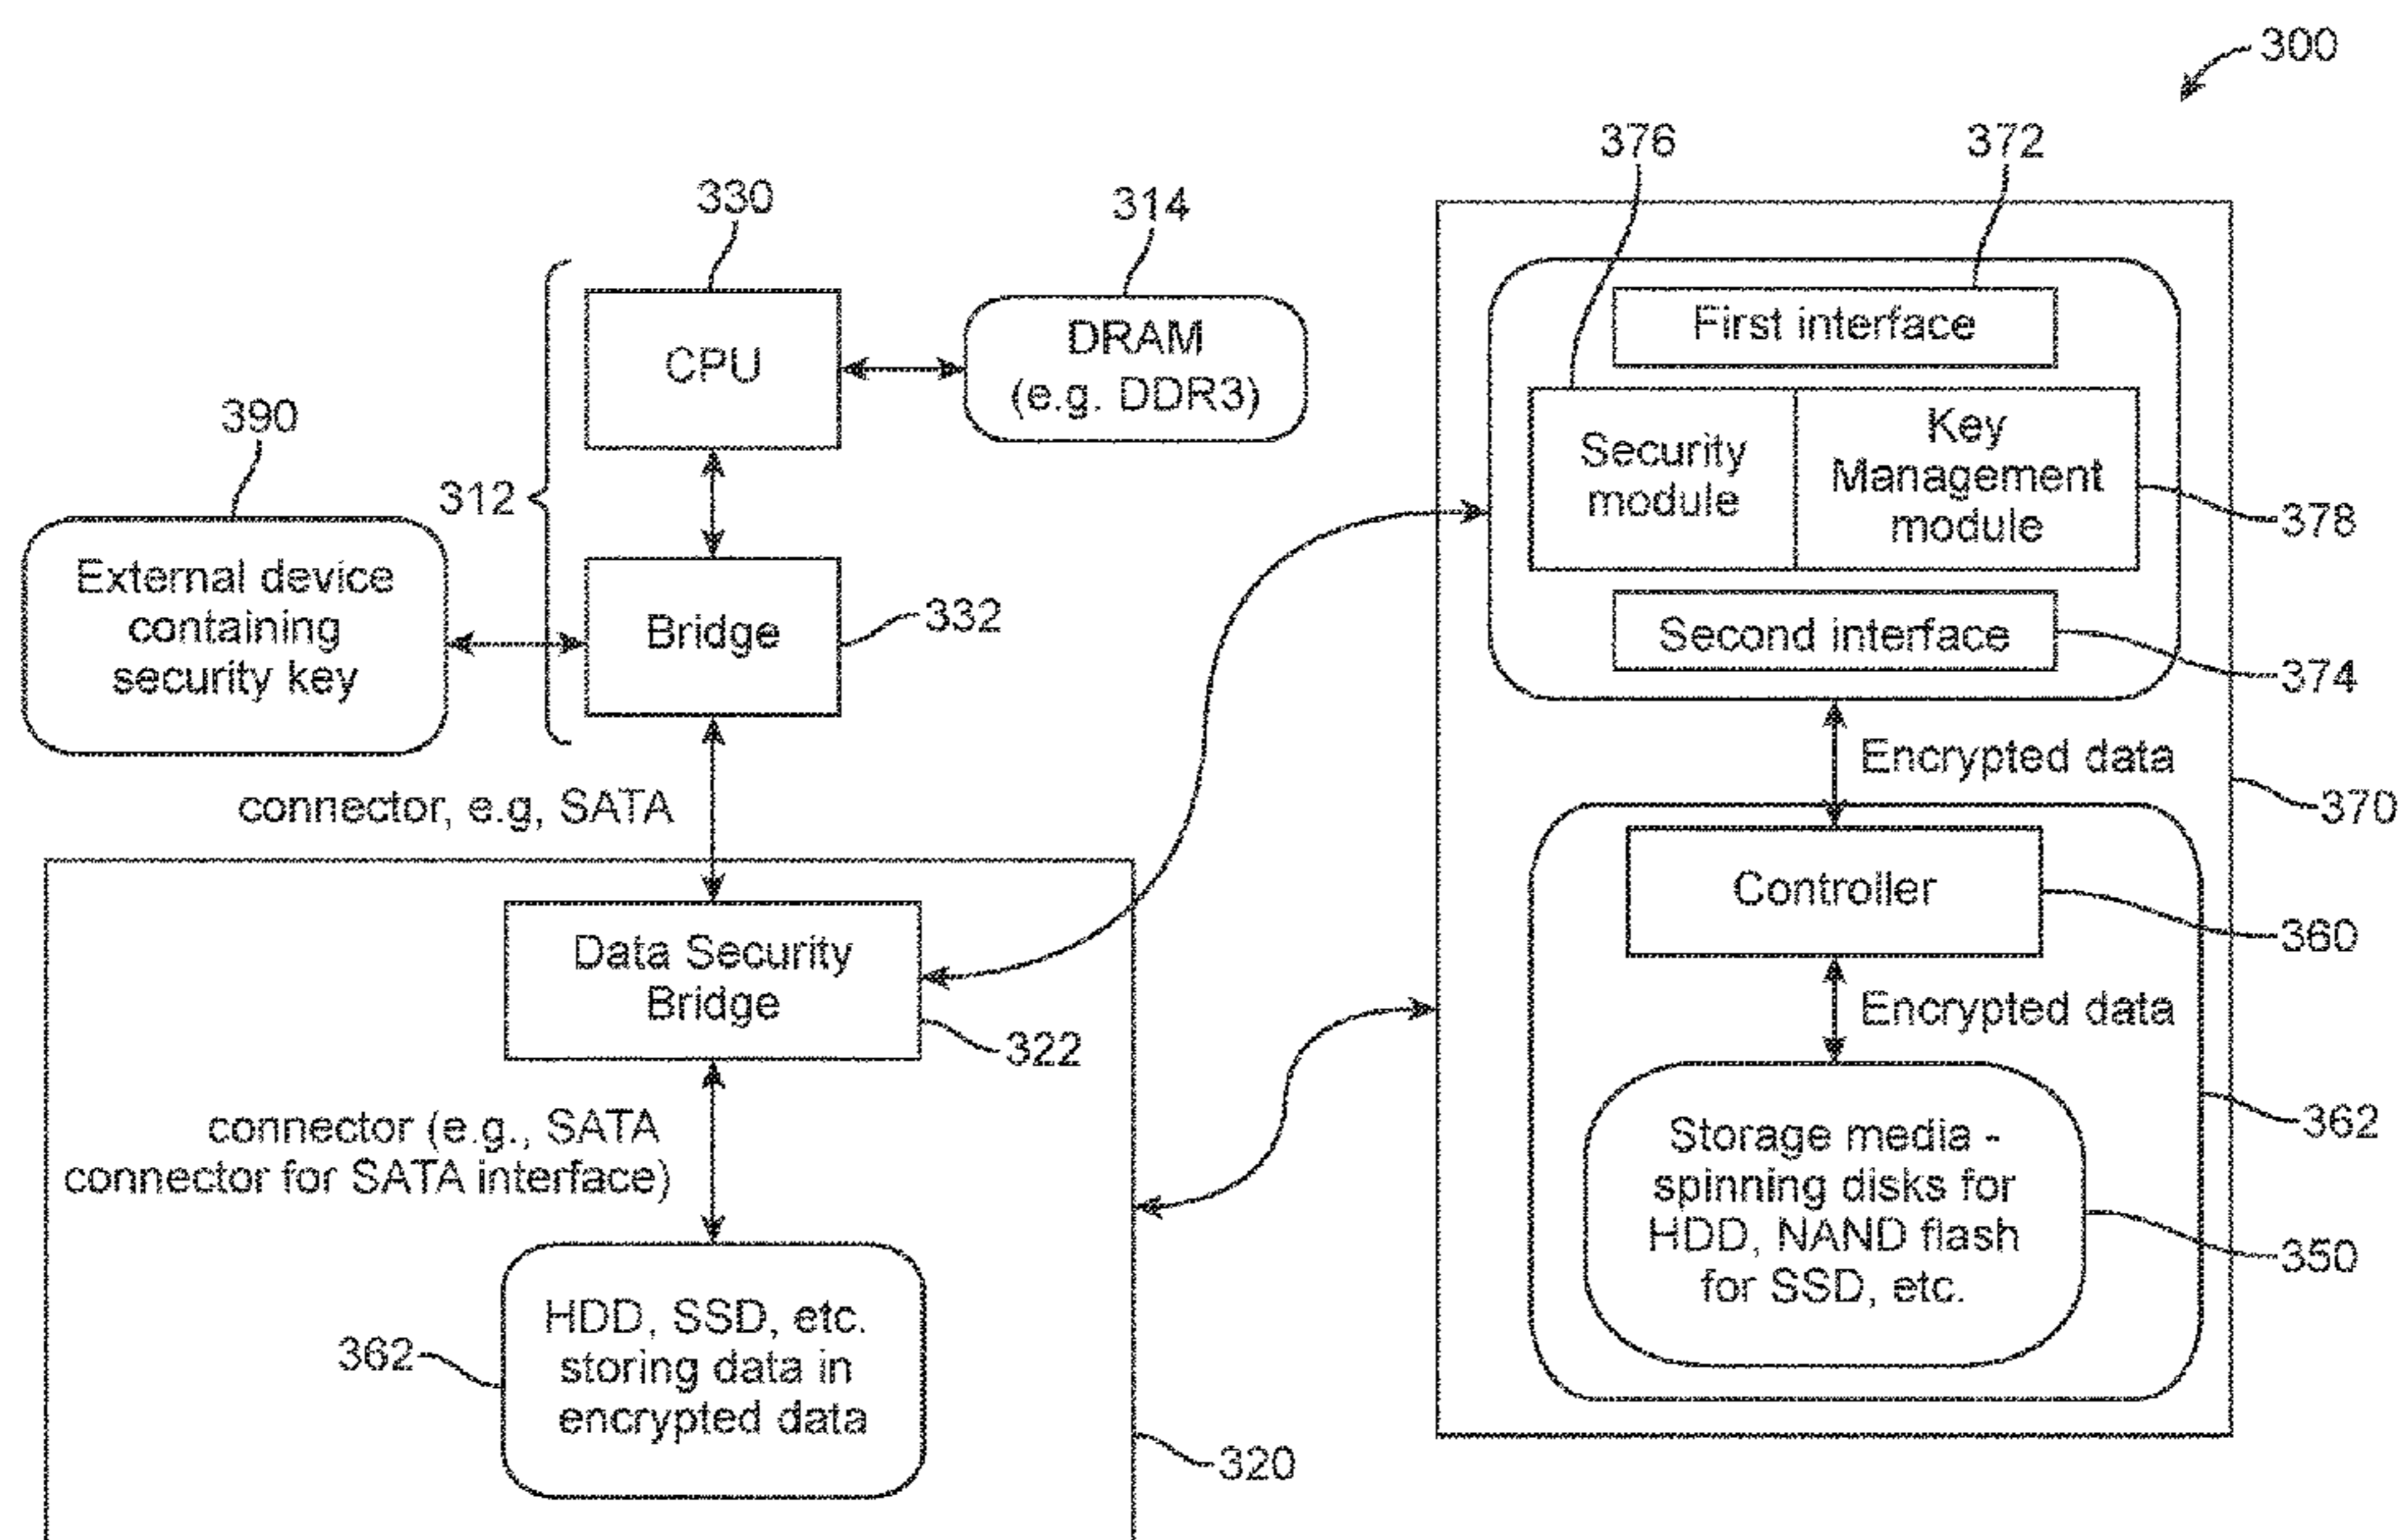 300
376
372
330
314
First interface
CPU
DRAM
(e.g. DDR3)
390
Security
module
Key
Management
module
312
378
External device
containing
security key
Bridge
332
Second interface
374
Encrypted data
connector, e.g, SATA
370
Controller
360
Data Security
Bridge
322
Encrypted data
connector (e.g., SATA
connector for SATA interface)
362
Storage media -
spinning disks for
HDD, NAND flash
for SSD, etc.
350
HDD, SSD, etc.
storing data in
encrypted data
362
320